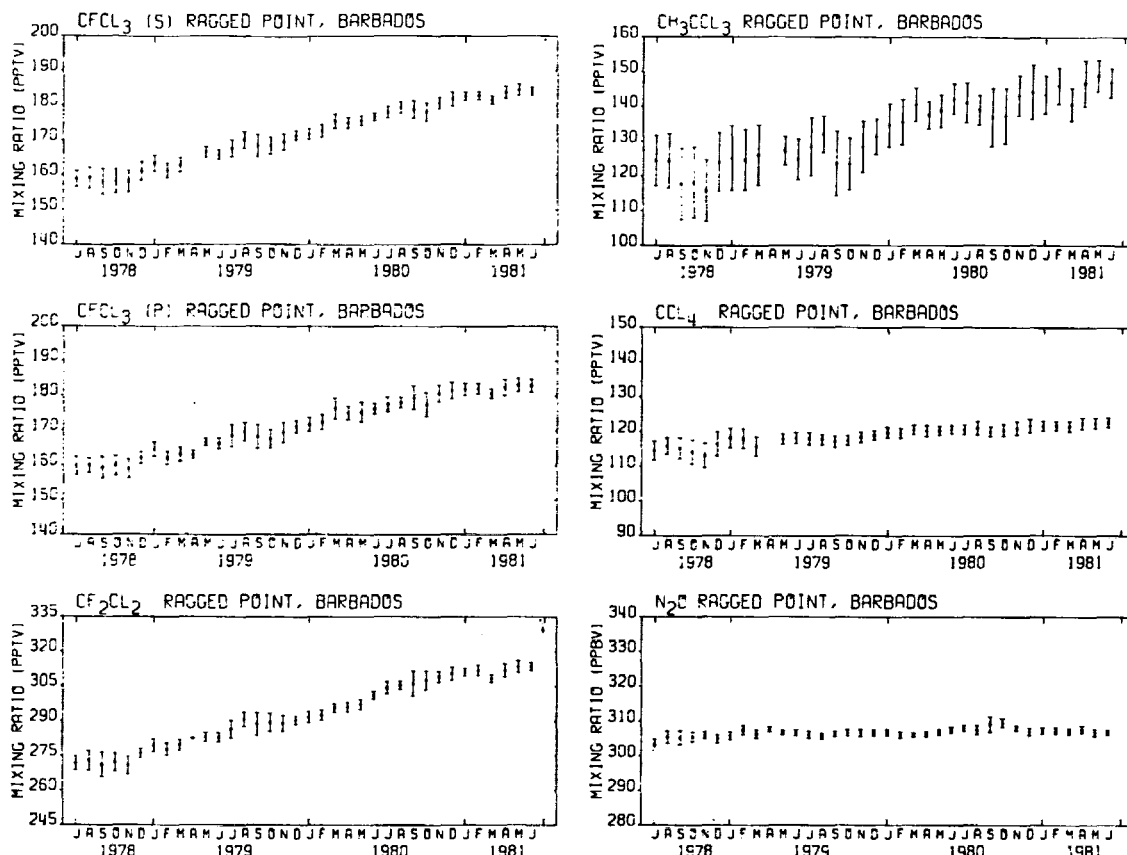 CFCL3 (S) RAGGED POINT, BARBADOS
MIXING RATIO (PPTV)
200
190
180
170
160
150
140
J A S O N D J F M A M J J A S O N D J F M A M J J A S O N D J F M A M J
1978 1979 1980 1981
CH3CCL3 RAGGED POINT, BARBADOS
MIXING RATIO (PPTV)
160
150
140
130
120
110
100
J A S O N D J F M A M J J A S O N D J F M A M J J A S O N D J F M A M J
1978 1979 1980 1981
CFCL3 (P) RAGGED POINT, BARBADOS
MIXING RATIO (PPTV)
200
190
180
170
160
150
140
J A S O N D J F M A M J J A S O N D J F M A M J J A S O N D J F M A M J
1978 1979 1980 1981
CCL4 RAGGED POINT, BARBADOS
MIXING RATIO (PPTV)
150
140
130
120
110
100
90
J A S O N D J F M A M J J A S O N D J F M A M J J A S O N D J F M A M J
1978 1979 1980 1981
CF2CL2 RAGGED POINT, BARBADOS
MIXING RATIO (PPTV)
335
320
305
290
275
260
245
J A S O N D J F M A M J J A S O N D J F M A M J J A S O N D J F M A M J
1978 1979 1980 1981
N2O RAGGED POINT, BARBADOS
MIXING RATIO (PPBV)
340
330
320
310
300
290
280
J A S O N D J F M A M J J A S O N D J F M A M J J A S O N D J F M A M J
1978 1979 1980 1981